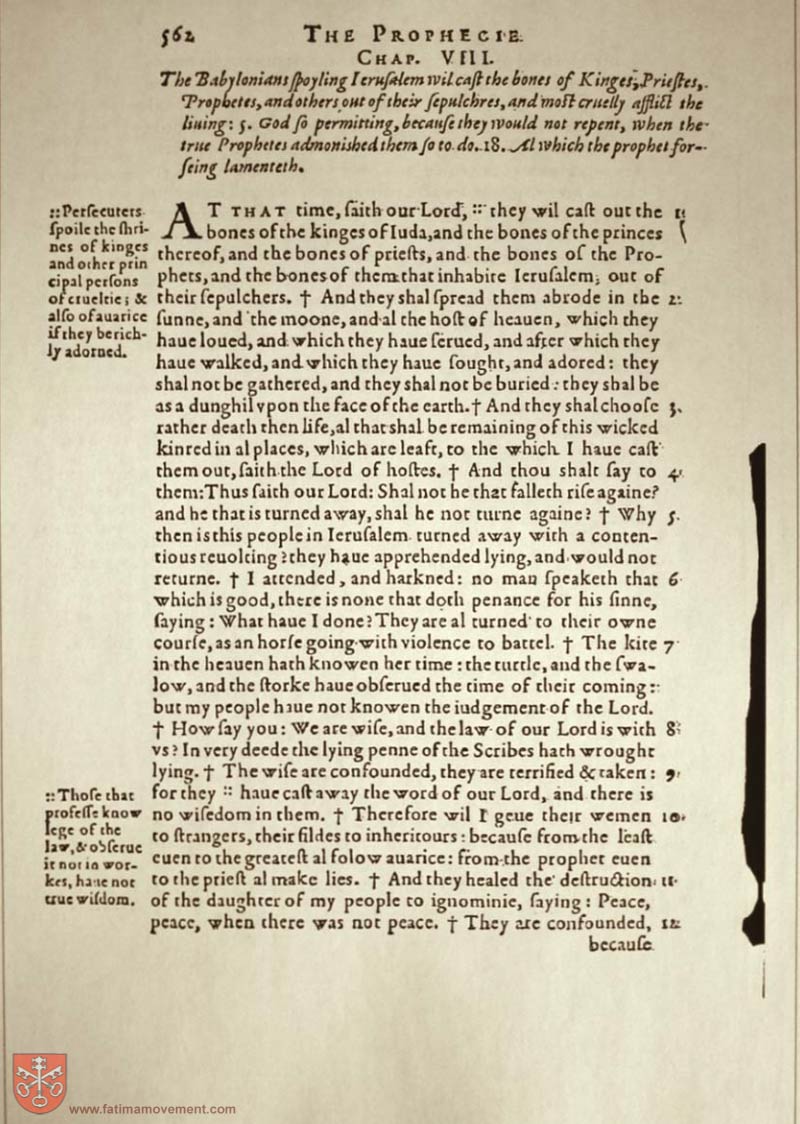 562 THE PROPHECIE
CHAP. VIII.
The Babylonians ſpoyling Ieruſalem wil caſt the bones of Kinges, Prieſtes,
Prophetes, and others out of their ſepulchres, and moſt cruelly afflict the
liuing: 5. God ſo permitting, becauſe they would not repent, when the
true Prophetes admoniſhed them ſo to do. 18. Al which the prophet for-
ſeing lamenteth.
::Perſecuters
ſpoile the ſhri-
nes of kinges
and other prin
cipal perſons
of crueltie; &
alſo of auarice
if they be rich-
ly adorned.
AT THAT time, ſaith our Lord, :: they wil caſt out the 1
bones of the kinges of Iuda, and the bones of the princes
thereof, and the bones of prieſts, and the bones of the Pro-
phets, and the bones of them that inhabite Ieruſalem, out of
their ſepulchers. † And they shal ſpread them abrode in the 2
ſunne, and the moone, and al the hoſt of heauen, which they
haue loued, and which they haue ſerued, and after which they
haue walked, and which they haue ſought, and adored: they
shal not be gathered, and they shal not be buried: they shal be
as a dunghil vpon the face of the earth. † And they shal chooſe 3.
rather death then life, al that shal be remaining of this wicked
kinred in al places, which are leaft, to the which I haue caſt
them out, ſaith the Lord of hoſtes. † And thou shalt ſay to 4
them: Thus ſaith our Lord: Shal not he that falleth riſe againe?
and he that is turned away, shal he not turne againe? † Why 5.
then is this people in Ieruſalem turned away with a conten-
tious reuolting? they haue apprehended lying, and would not
returne. † I attended, and harkned: no man ſpeaketh that 6
which is good, there is none that doth penance for his ſinne,
ſaying: What haue I done? They are al turned to their owne
courſe, as an horſe going with violence to battel. † The kite 7
in the heauen hath knowen her time: the turtle, and the ſwa-
low, and the ſtorke haue obſerued the time of their coming:
but my people haue not knowen the iudgement of the Lord.
† How ſay you: We are wiſe, and the law of our Lord is with 8
vs? In very deede the lying penne of the Scribes hath wrought
lying. † The wiſe are confounded, they are terrified & taken: 9
for they :: haue caſt away the word of our Lord, and there is
no wiſedom in them. † Therefore wil I geue their wemen 10
to ſtrangers, their fildes to inheritours: becauſe from the leaſt
euen to the greateſt al folow auarice: from the prophet euen
to the prieſt al make lies. † And they healed the deſtruction 11
of the daughter of my people to ignominie, ſaying: Peace,
peace, when there was not peace. † They are confounded, 12
becauſe
::Thoſe that
profeſſe know
lege of the
law, & obſerue
it not in wor-
kes, haue not
true wiſdom.
www.fatimamovement.com